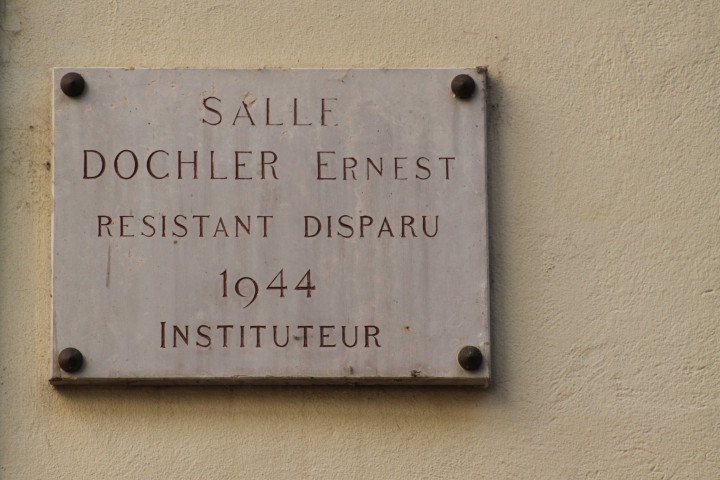 SALLE
DOCHLER ERNEST
RESISTANT DISPARU
1944
INSTITUTEUR